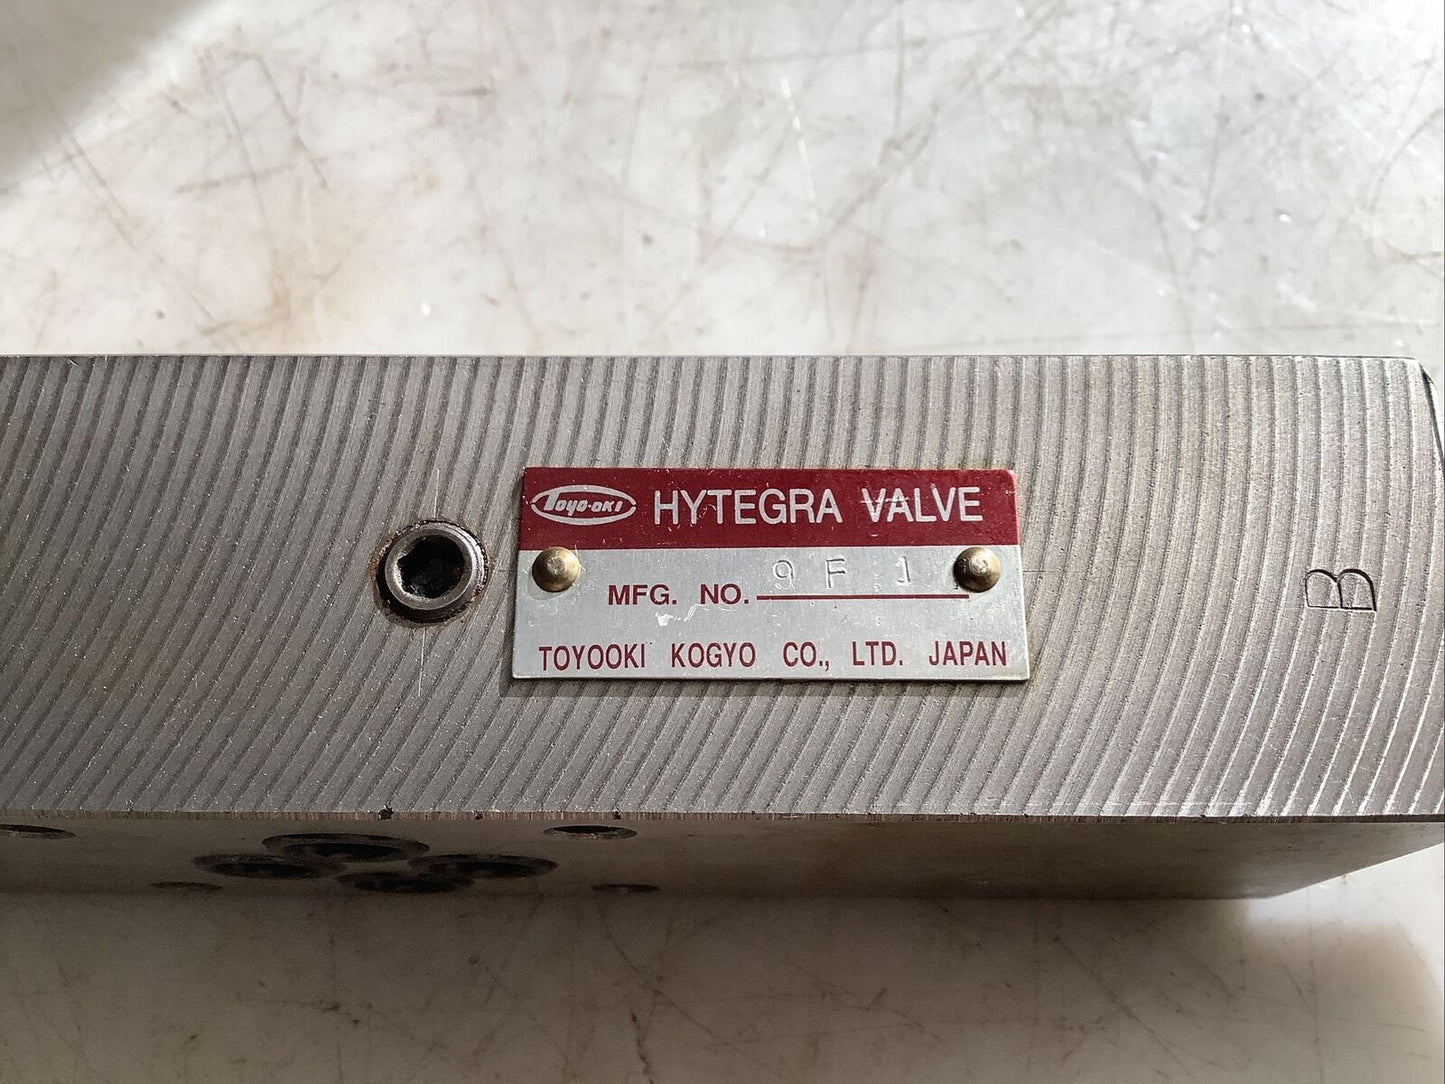 TOYO-OKI HYTEGRA VALVE
MFG. NO. 9F1
TOYOOKI KOGYO CO., LTD. JAPAN
B